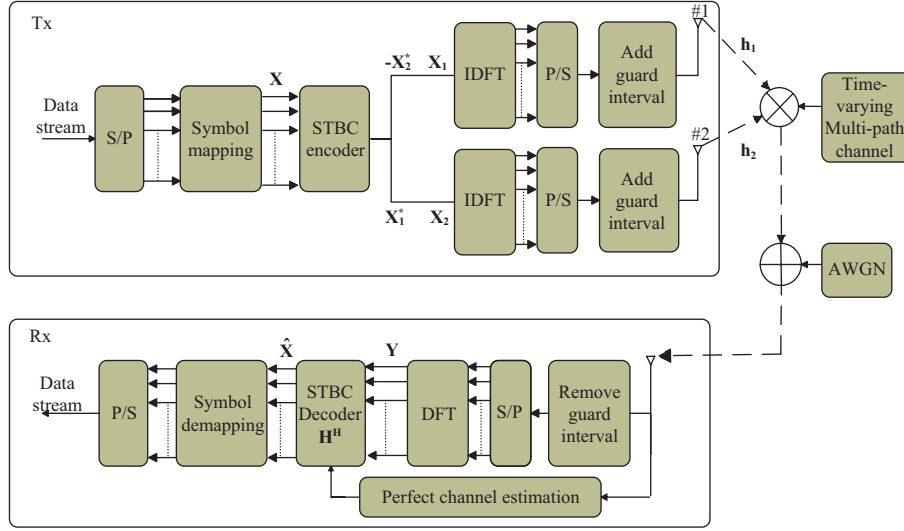 Tx
Data
stream
S/P
Symbol
mapping
X
STBC
encoder
-X₂* X₁
IDFT
P/S
Add
guard
interval
#1
h₁
Time-
varying
Multi-path
channel
X₁* X₂
IDFT
P/S
Add
guard
interval
#2
h₂
AWGN
Rx
Data
stream
P/S
Symbol
demapping
X̂
STBC
Decoder
Hᴴ
Y
DFT
S/P
Remove
guard
interval
Perfect channel estimation